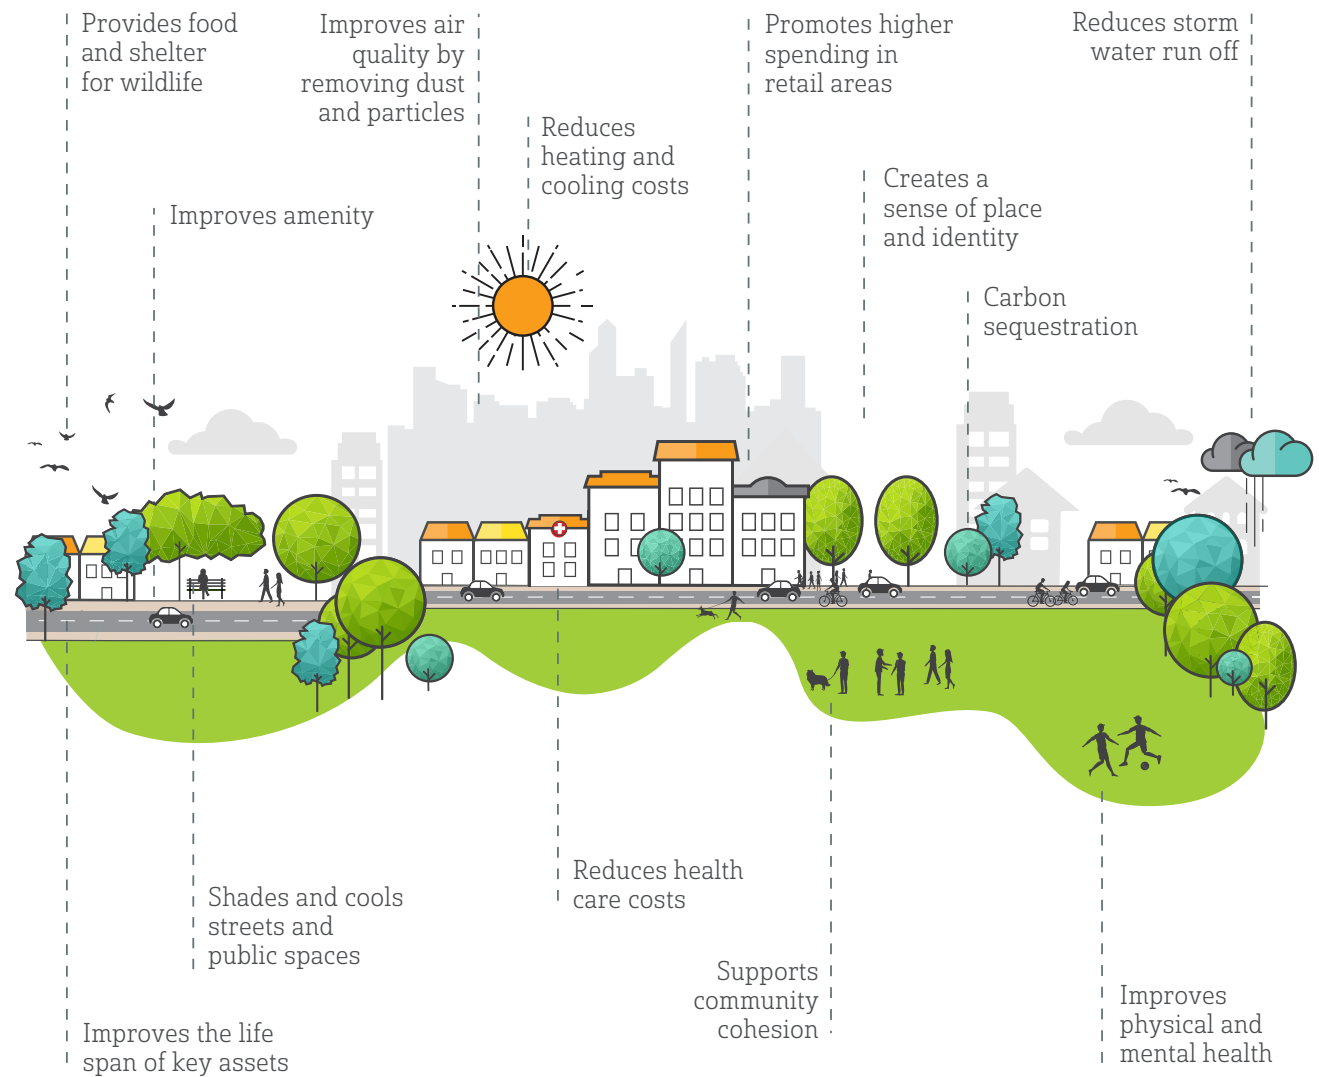 Provides food
and shelter
for wildlife
Improves air
quality by
removing dust
and particles
Promotes higher
spending in
retail areas
Reduces storm
water run off
Reduces
heating and
cooling costs
Creates a
sense of place
and identity
Improves amenity
Carbon
sequestration
Reduces health
care costs
Shades and cools
streets and
public spaces
Supports
community
cohesion
Improves
physical and
mental health
Improves the life
span of key assets